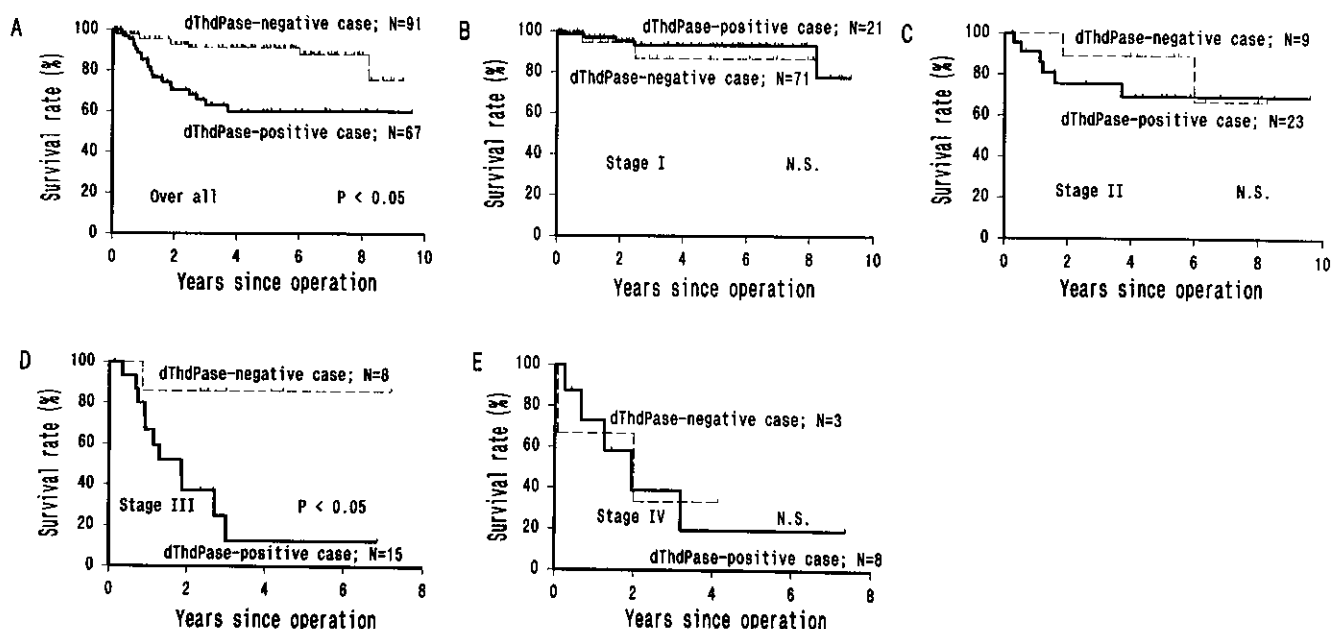 A
dThdPase-negative case; N=91
Survival rate (%)
100
80
60
40
20
0
dThdPase-positive case; N=67
Over all P < 0.05
0 2 4 6 8 10
Years since operation
B
dThdPase-positive case; N=21
Survival rate (%)
100
80
60
40
20
0
dThdPase-negative case; N=71
Stage I N.S.
0 2 4 6 8 10
Years since operation
C
dThdPase-negative case; N=9
Survival rate (%)
100
80
60
40
20
0
dThdPase-positive case; N=23
Stage II N.S.
0 2 4 6 8 10
Years since operation
D
dThdPase-negative case; N=8
Survival rate (%)
100
80
60
40
20
0
Stage III P < 0.05
dThdPase-positive case; N=15
0 2 4 6 8
Years since operation
E
dThdPase-negative case; N=3
Survival rate (%)
100
80
60
40
20
0
Stage IV N.S.
dThdPase-positive case; N=8
0 2 4 6 8
Years since operation